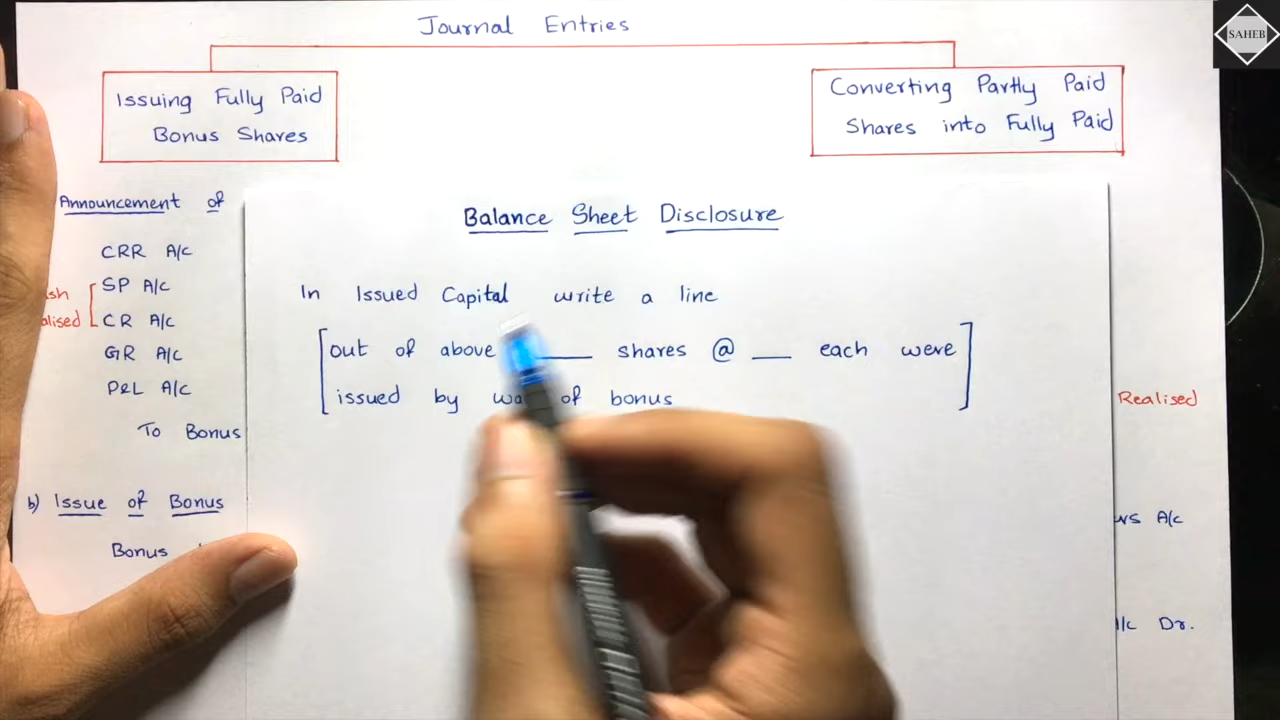 Journal Entries
SAHEB
Issuing Fully Paid
Bonus Shares
Converting Partly Paid
Shares into Fully Paid
Announcement of
CRR A/c
SP A/c
CR A/c
GR A/c
P&L A/c
To Bonus
b) Issue of Bonus
Bonus
Balance Sheet Disclosure
In Issued Capital write a line
out of above ____ shares @ ___ each were
issued by of bonus
Realised
A/c
Dr.